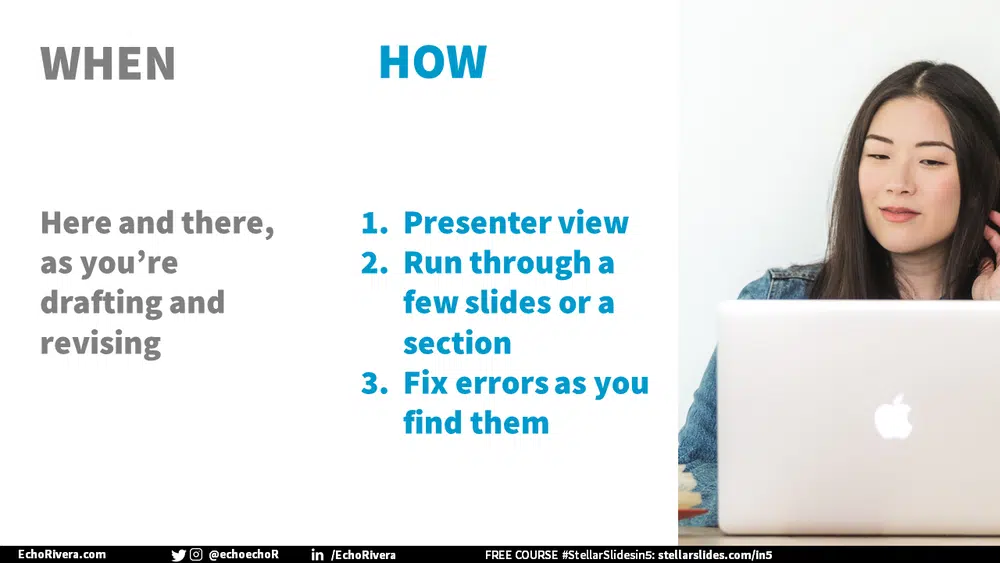 WHEN
HOW
Here and there,
as you’re
drafting and
revising
1. Presenter view
2. Run through a
few slides or a
section
3. Fix errors as you
find them
EchoRivera.com
@echoechoR
/EchoRivera
FREE COURSE #StellarSlidesin5: stellarslides.com/in5